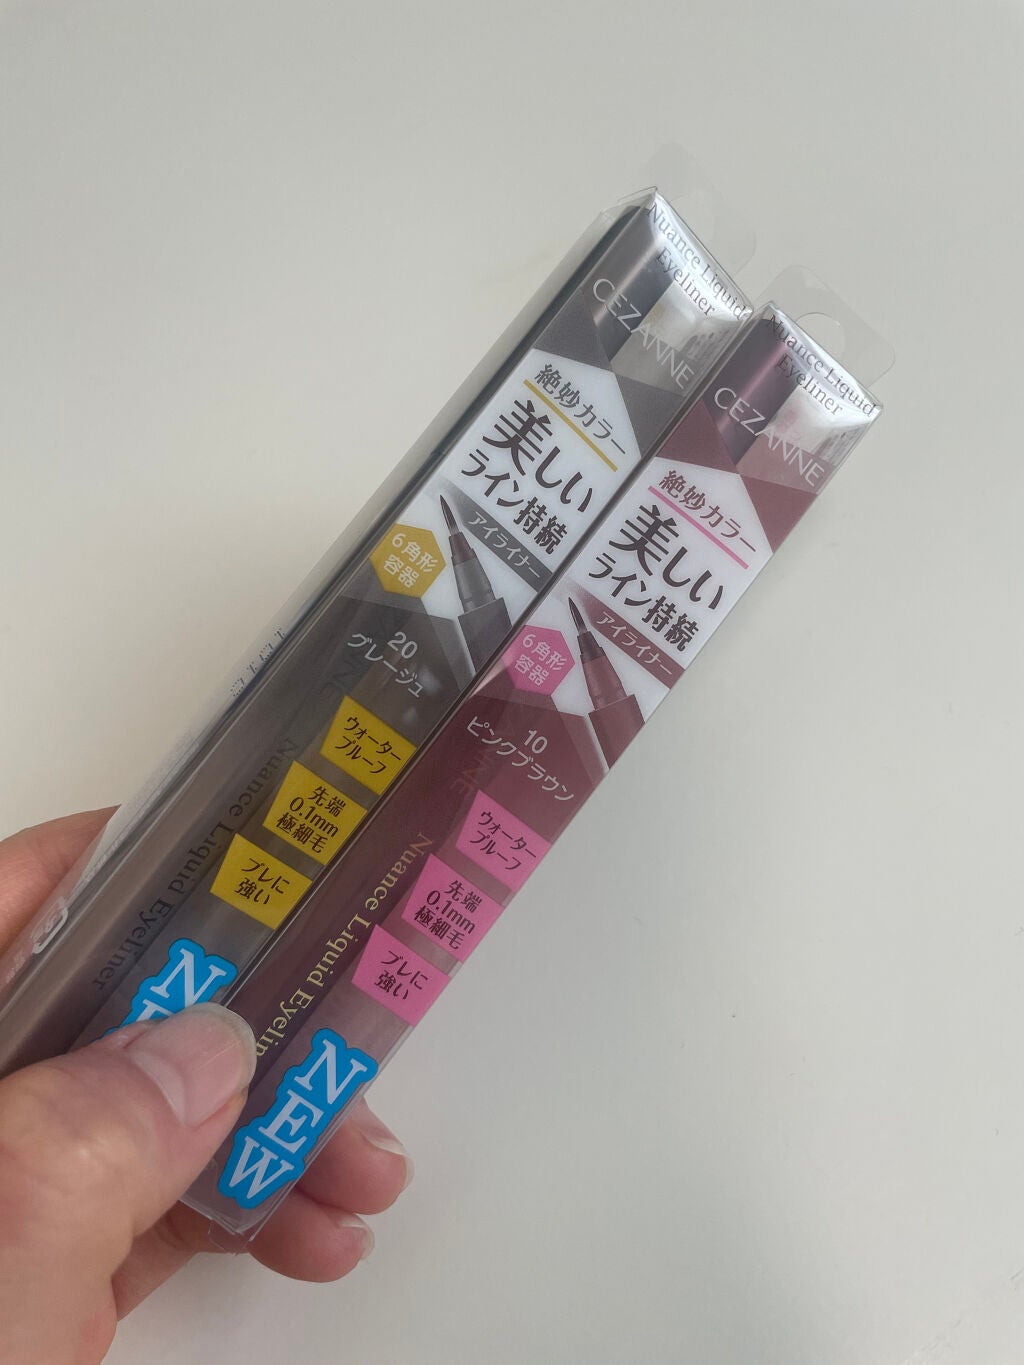 Nuance Liquid
Eyeliner
CEZANNE
絶妙カラー
美しい
ライン持続
アイライナー
6角形
容器
20
グレージュ
ウォーター
プルーフ
先端
0.1mm
極細毛
ブレに
強い
Nuance Liquid Eyeliner
Nuance Liquid
Eyeliner
CEZANNE
絶妙カラー
美しい
ライン持続
アイライナー
6角形
容器
10
ピンクブラウン
ウォーター
プルーフ
先端
0.1mm
極細毛
ブレに
強い
Nuance Liquid Eyelin
NEW